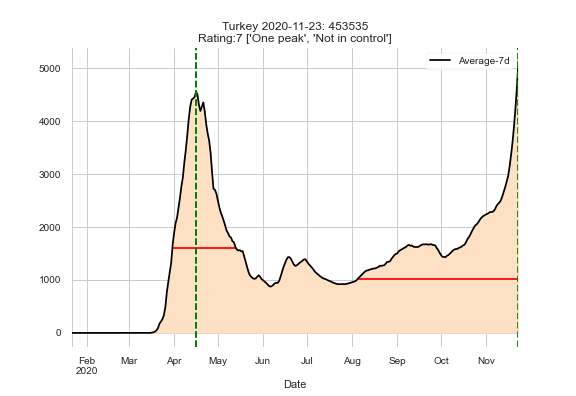 Turkey 2020-11-23: 453535
Rating:7 ['One peak', 'Not in control']
Average-7d
5000
4000
3000
2000
1000
0
Feb Mar Apr May Jun Jul Aug Sep Oct Nov
2020
Date